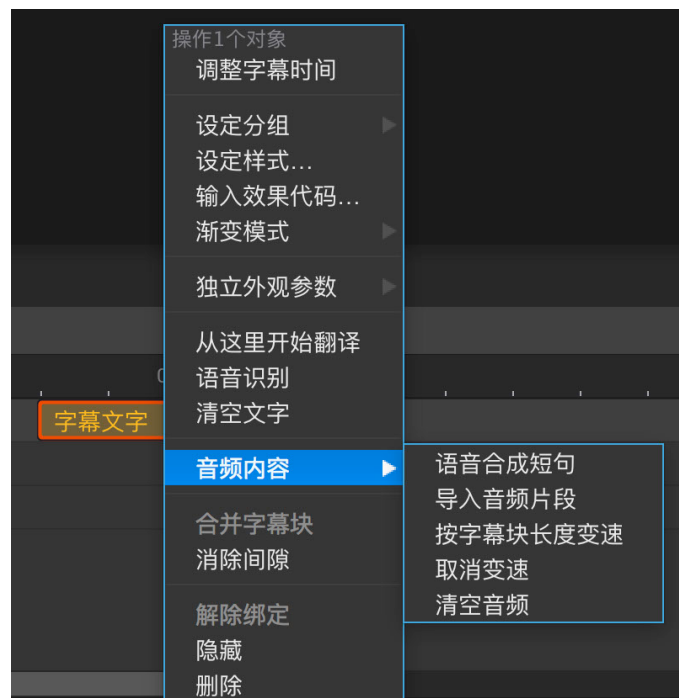 操作1个对象
调整字幕时间
设定分组
设定样式...
输入效果代码...
渐变模式
独立外观参数
从这里开始翻译
语音识别
清空文字
字幕文字
音频内容
语音合成短句
导入音频片段
按字幕块长度变速
取消变速
清空音频
合并字幕块
消除间隙
解除绑定
隐藏
删除